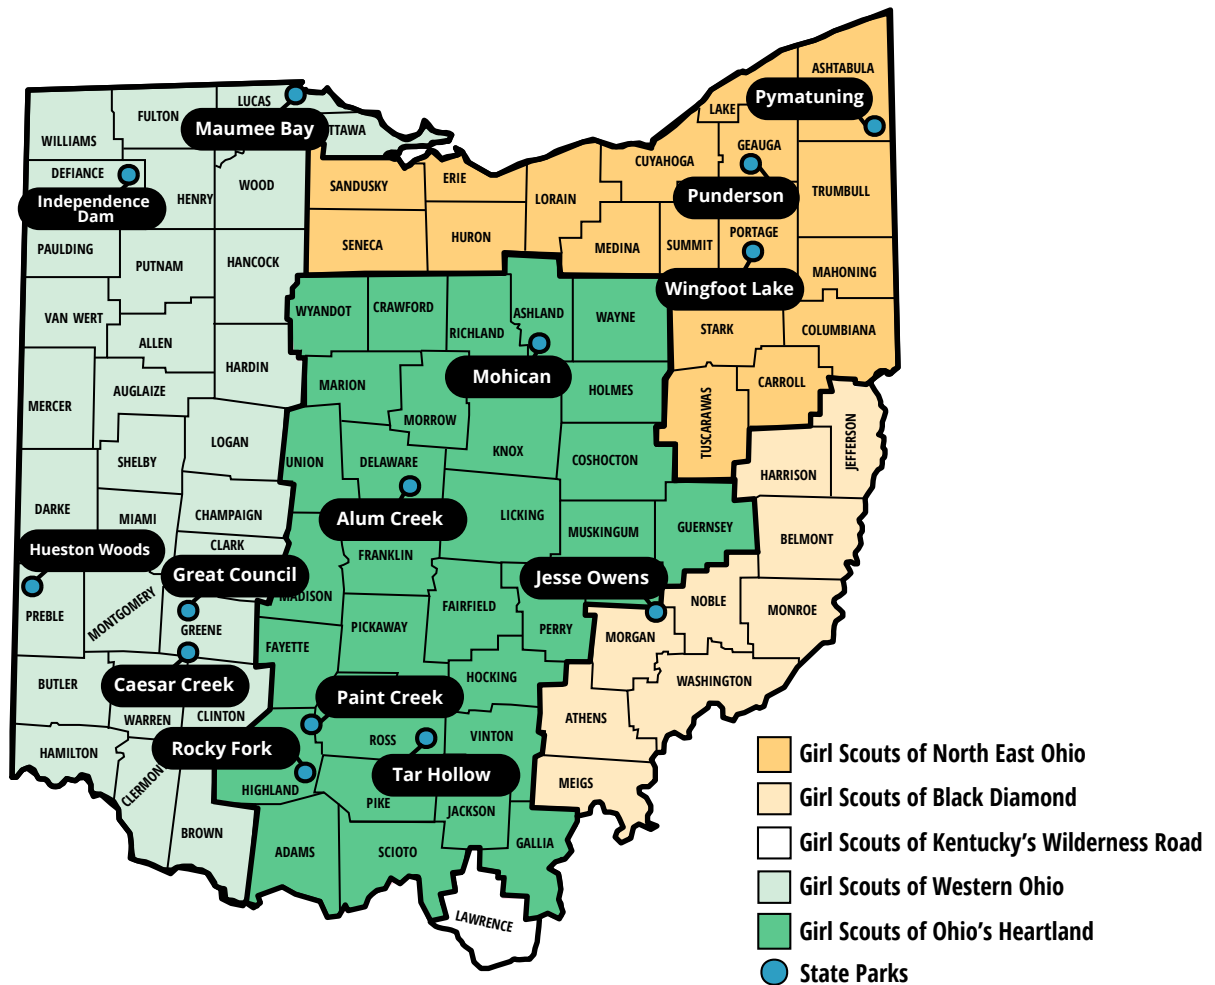 ASHTABULA
LUCAS
Pymatuning
LAKE
FULTON
Maumee Bay
TTAWA
WILLIAMS
GEAUGA
CUYAHOGA
DEFIANCE
ERIE
WOOD
SANDUSKY
TRUMBULL
HENRY
Punderson
LORAIN
Independence
Dam
PORTAGE
HURON
SENECA
MEDINA
SUMMIT
PAULDING
HANCOCK
PUTNAM
MAHONING
Wingfoot Lake
WYANDOT
CRAWFORD
ASHLAND
WAYNE
VAN WERT
RICHLAND
STARK
COLUMBIANA
ALLEN
HARDIN
Mohican
MARION
CARROLL
AUGLAIZE
HOLMES
MERCER
MORROW
TUSCARAWAS
JEFFERSON
LOGAN
KNOX
COSHOCTON
SHELBY
UNION
DELAWARE
HARRISON
DARKE
CHAMPAIGN
LICKING
MIAMI
Alum Creek
MUSKINGUM
GUERNSEY
BELMONT
CLARK
Hueston Woods
FRANKLIN
Great Council
Jesse Owens
MADISON
NOBLE
FAIRFIELD
MONROE
PREBLE
MONTGOMERY
GREENE
PICKAWAY
PERRY
MORGAN
FAYETTE
HOCKING
WASHINGTON
BUTLER
Caesar Creek
Paint Creek
CLINTON
WARREN
ATHENS
VINTON
ROSS
HAMILTON
Rocky Fork
Tar Hollow
CLERMON
HIGHLAND
MEIGS
PIKE
JACKSON
BROWN
GALLIA
ADAMS
SCIOTO
LAWRENCE
Girl Scouts of North East Ohio
Girl Scouts of Black Diamond
Girl Scouts of Kentucky’s Wilderness Road
Girl Scouts of Western Ohio
Girl Scouts of Ohio’s Heartland
State Parks